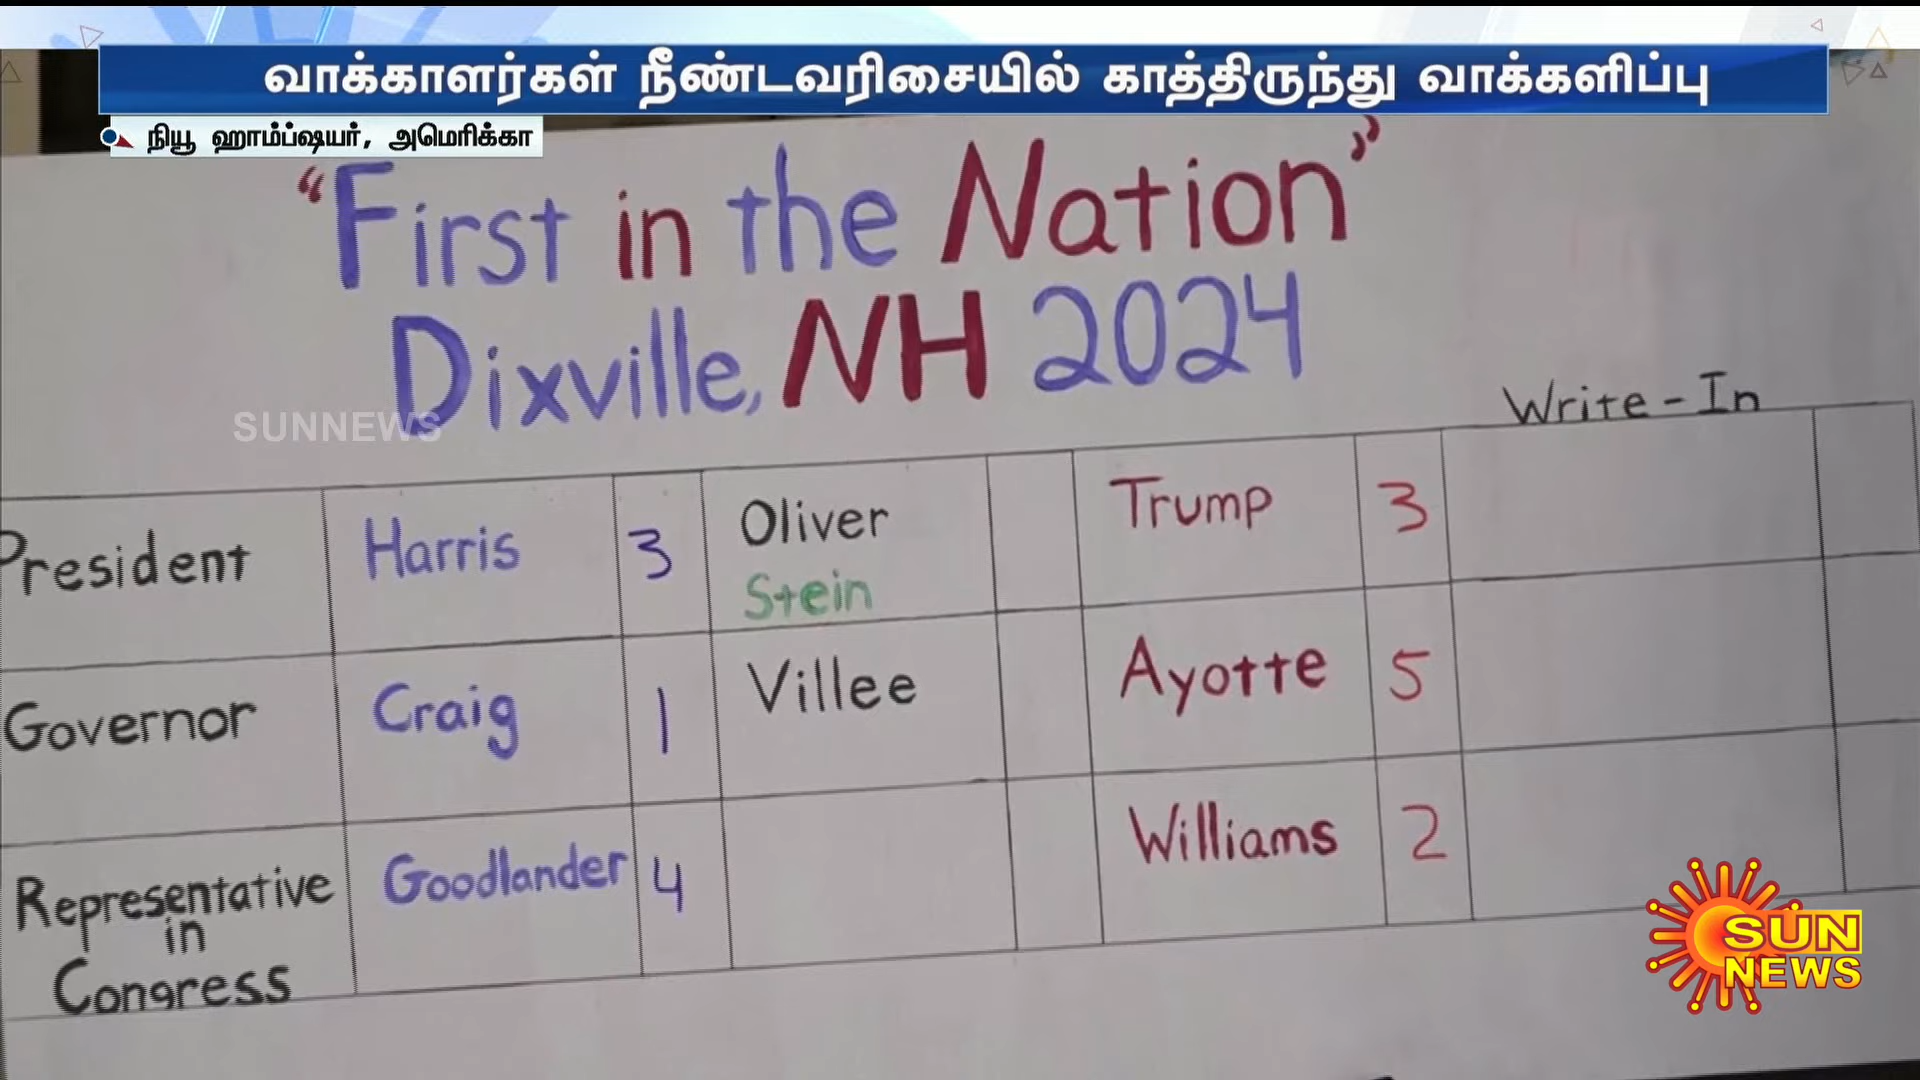 வாக்காளர்கள் நீண்டவரிசையில் காத்திருந்து வாக்களிப்பு
நியூ ஹாம்ப்ஷயர், அமெரிக்கா
"First in the Nation"
Dixville, NH 2024
SUNNEWS
Write-In
President Harris 3 Oliver Stein Trump 3
Governor Craig 1 Villee Ayotte 5
Representative in Congress Goodlander 4 Williams 2
SUN
NEWS